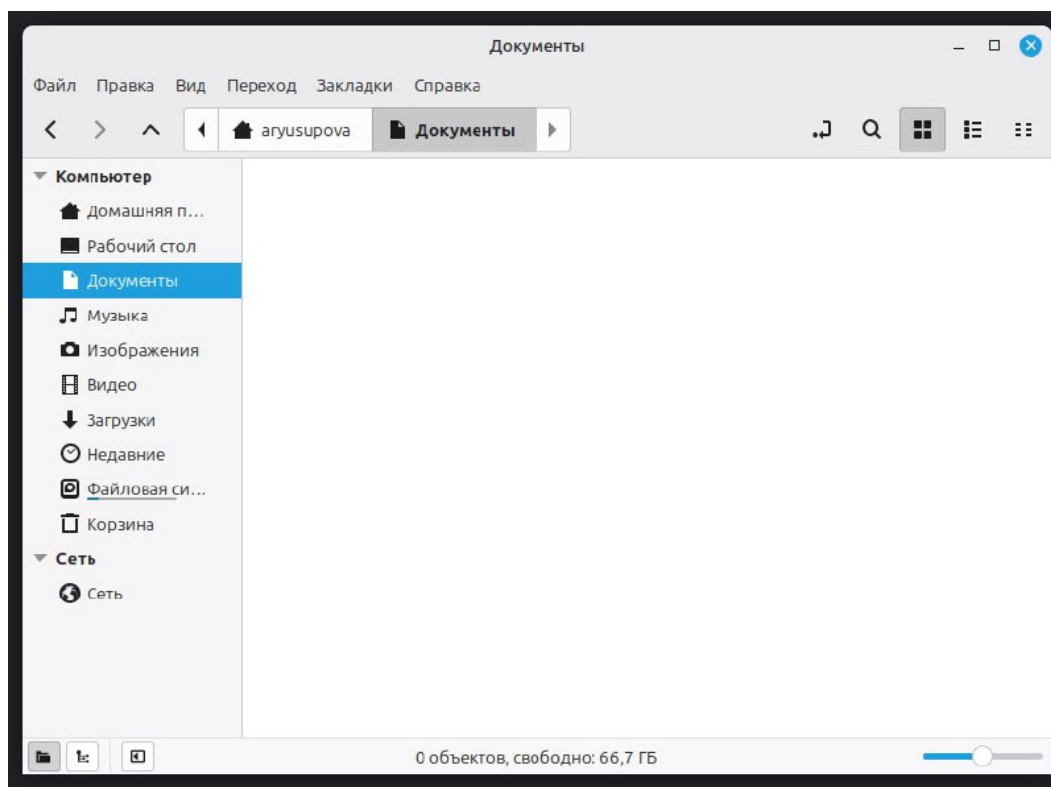 Документы
Файл Правка Вид Переход Закладки Справка
aryusupova Документы
Компьютер
Домашняя п...
Рабочий стол
Документы
Музыка
Изображения
Видео
Загрузки
Недавние
Файловая си...
Корзина
Сеть
Сеть
0 объектов, свободно: 66,7 ГБ